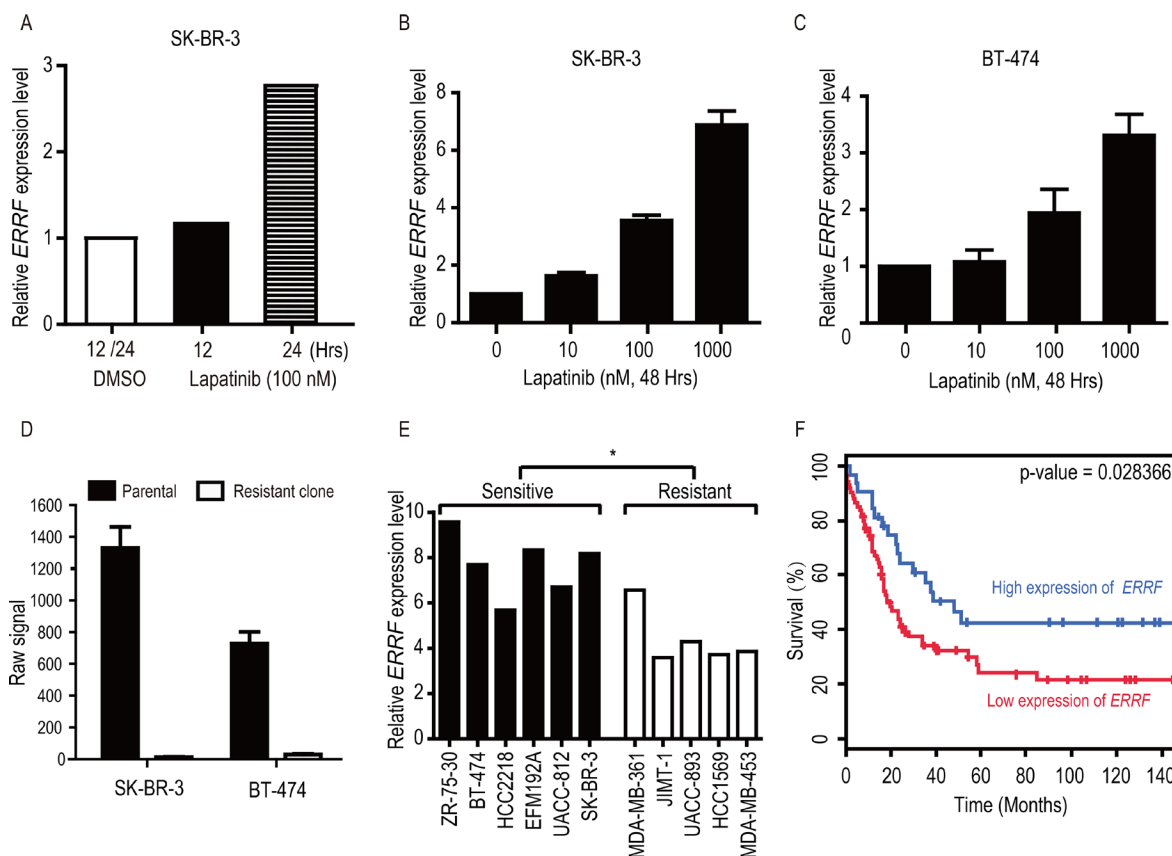 A
SK-BR-3
Relative ERRF expression level
3
2
1
0
12 /24
12
24 (Hrs)
DMSO
Lapatinib (100 nM)
B
SK-BR-3
Relative ERRF expression level
8
6
4
2
0
0
10
100
1000
Lapatinib (nM, 48 Hrs)
C
BT-474
Relative ERRF expression level
4
3
2
1
0
0
10
100
1000
Lapatinib (nM, 48 Hrs)
D
Parental
Resistant clone
Raw signal
1600
1400
1200
1000
800
600
400
200
0
SK-BR-3
BT-474
E
*
Sensitive
Resistant
Relative ERRF expression level
10
8
6
4
2
0
ZR-75-30
BT-474
HCC2218
EFM192A
UACC-812
SK-BR-3
MDA-MB-361
JIMT-1
UACC-893
HCC1569
MDA-MB-453
F
p-value = 0.028366
Survival (%)
100
80
60
40
20
0
High expression of ERRF
Low expression of ERRF
0
20
40
60
80
100
120
140
Time (Months)